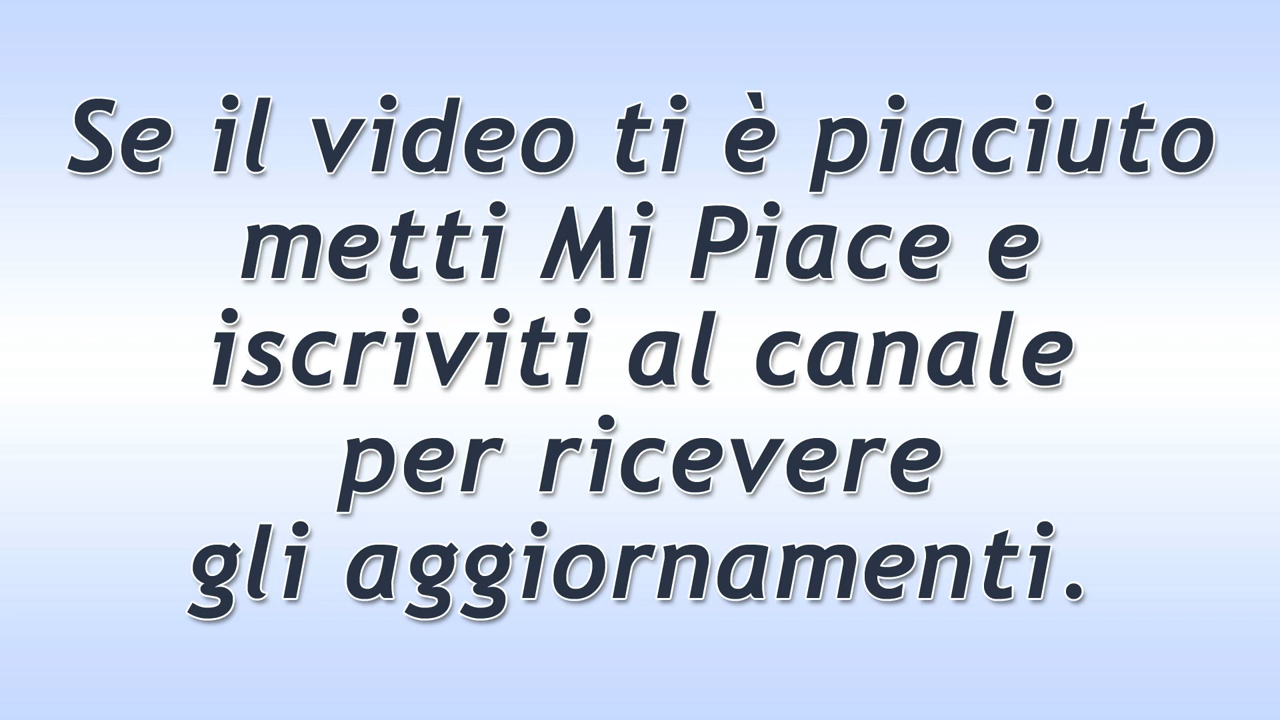 Se il video ti è piaciuto
metti Mi Piace e
iscriviti al canale
per ricevere
gli aggiornamenti.